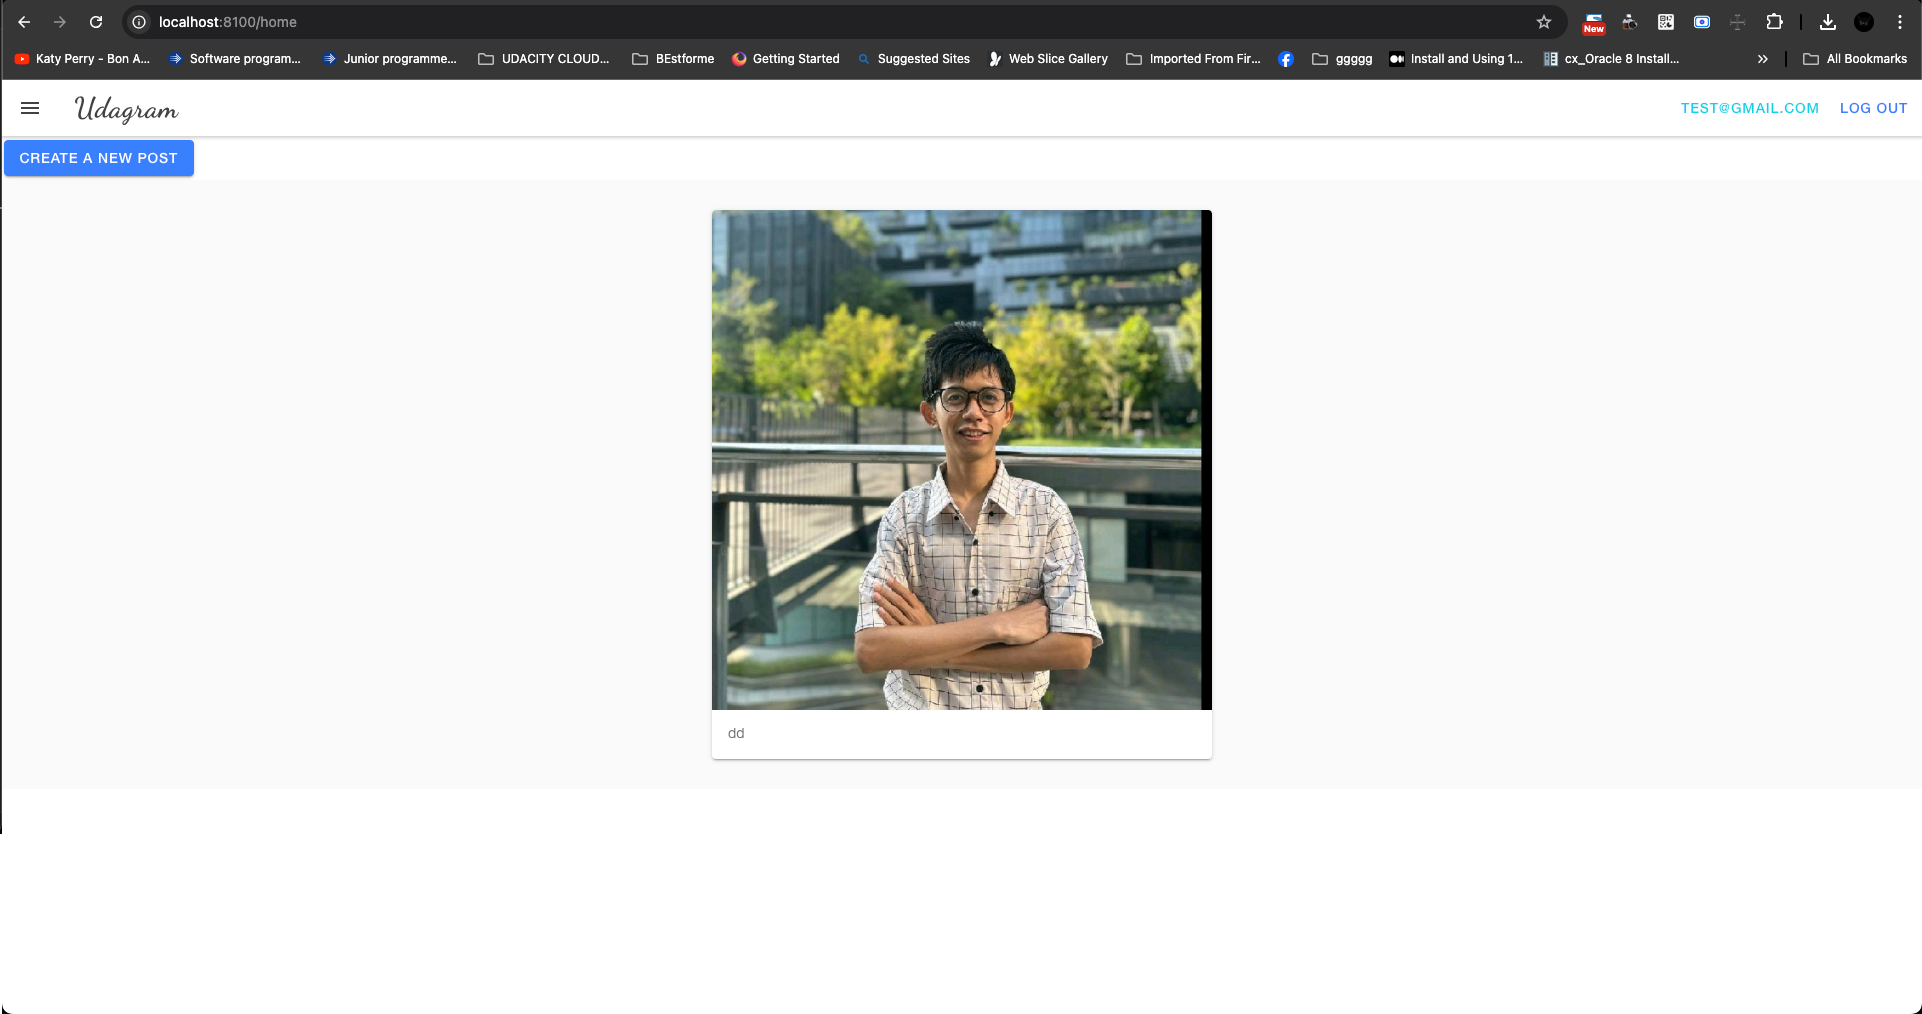 localhost:8100/home
New
Katy Perry - Bon A...
Software program...
Junior programme...
UDACITY CLOUD...
BEstforme
Getting Started
Suggested Sites
Web Slice Gallery
Imported From Fir...
ggggg
Install and Using 1...
cx_Oracle 8 Install...
»
All Bookmarks
Udagram
TEST@GMAIL.COM
LOG OUT
CREATE A NEW POST
dd